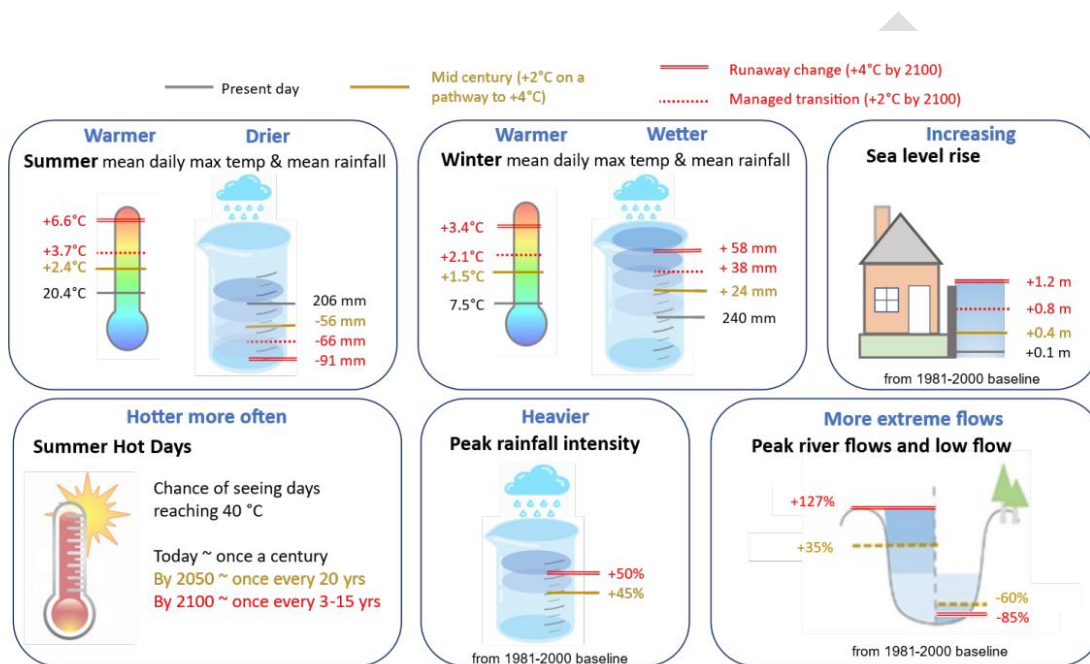 Present day
Mid century (+2°C on a
pathway to +4°C)
Runaway change (+4°C by 2100)
Managed transition (+2°C by 2100)
Warmer
Drier
Summer mean daily max temp & mean rainfall
+6.6°C
+3.7°C
+2.4°C
20.4°C
206 mm
-56 mm
-66 mm
-91 mm
Warmer
Wetter
Winter mean daily max temp & mean rainfall
+3.4°C
+2.1°C
+1.5°C
7.5°C
+ 58 mm
+ 38 mm
+ 24 mm
240 mm
Increasing
Sea level rise
+1.2 m
+0.8 m
+0.4 m
+0.1 m
from 1981-2000 baseline
Hotter more often
Summer Hot Days
Chance of seeing days
reaching 40 °C
Today ~ once a century
By 2050 ~ once every 20 yrs
By 2100 ~ once every 3-15 yrs
Heavier
Peak rainfall intensity
+50%
+45%
from 1981-2000 baseline
More extreme flows
Peak river flows and low flow
+127%
+35%
-60%
-85%
from 1981-2000 baseline